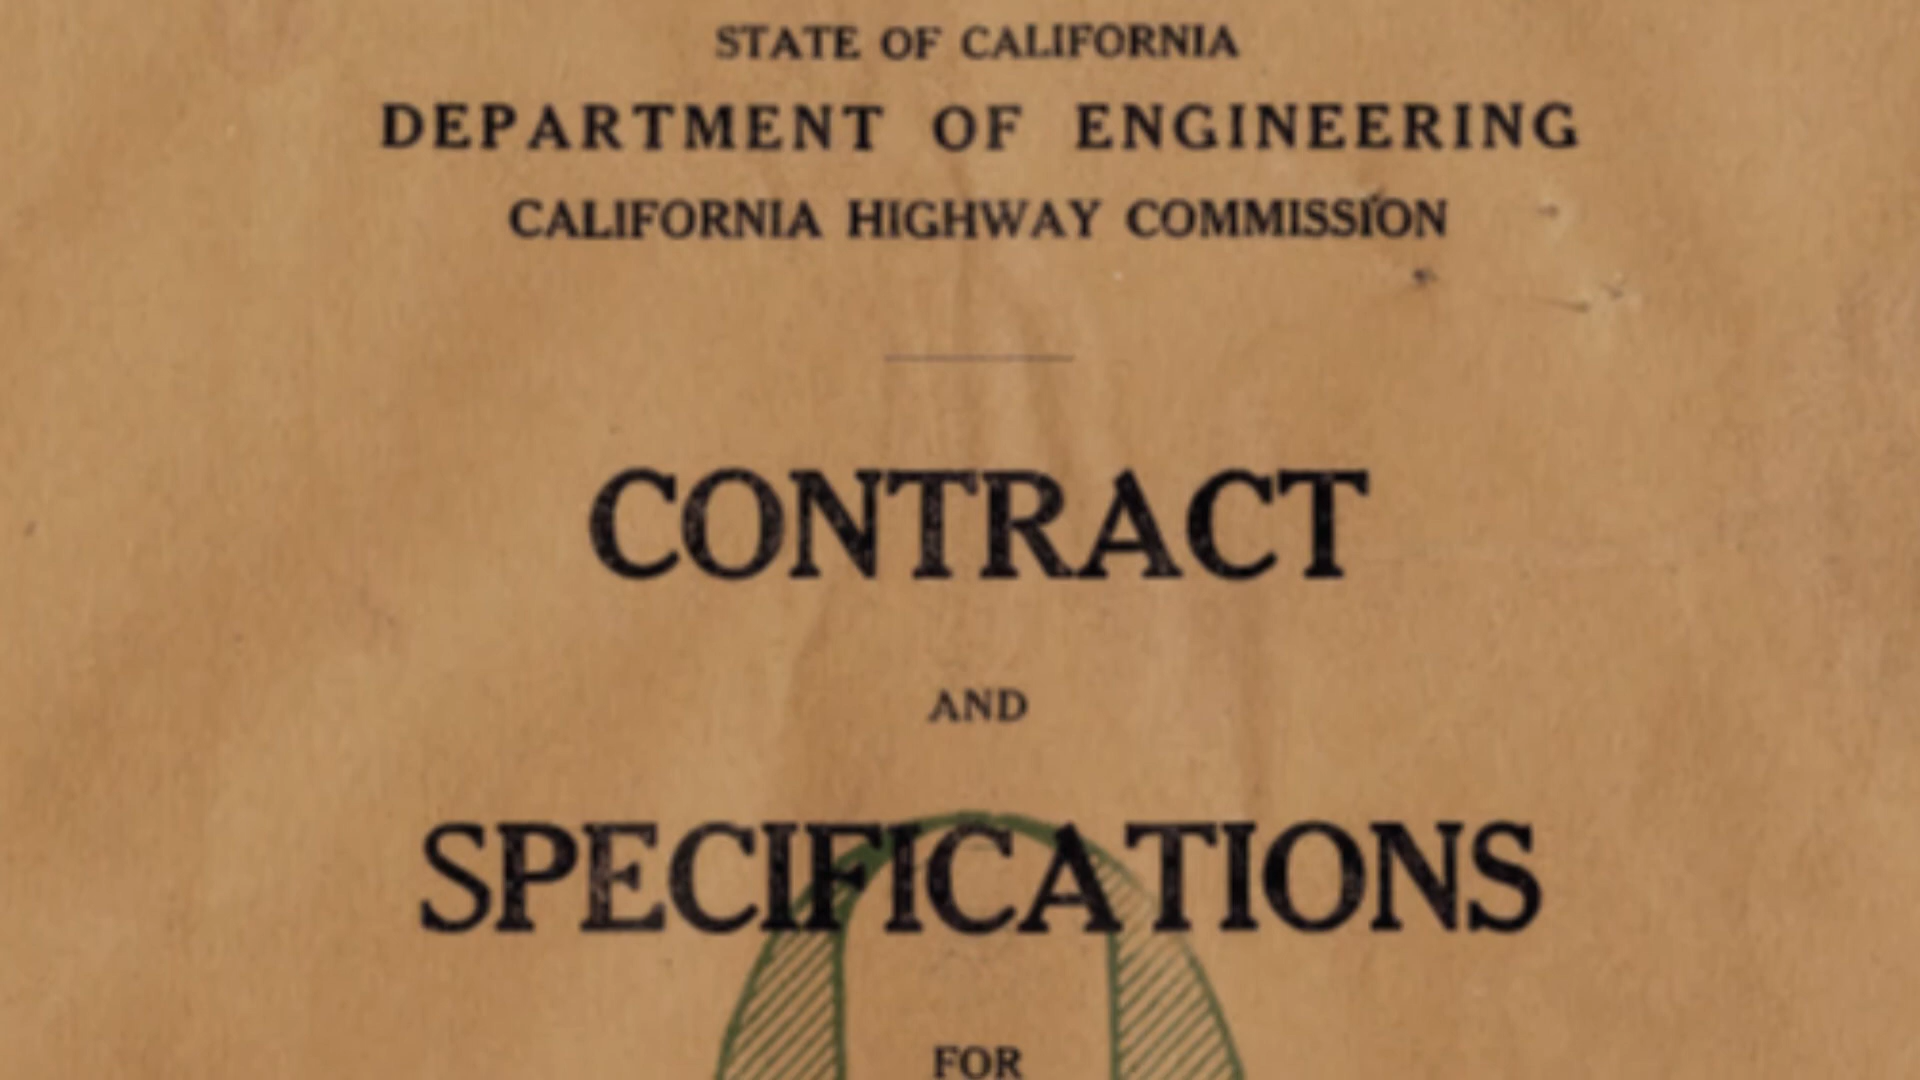 STATE OF CALIFORNIA
DEPARTMENT OF ENGINEERING
CALIFORNIA HIGHWAY COMMISSION
CONTRACT
AND
SPECIFICATIONS
FOR